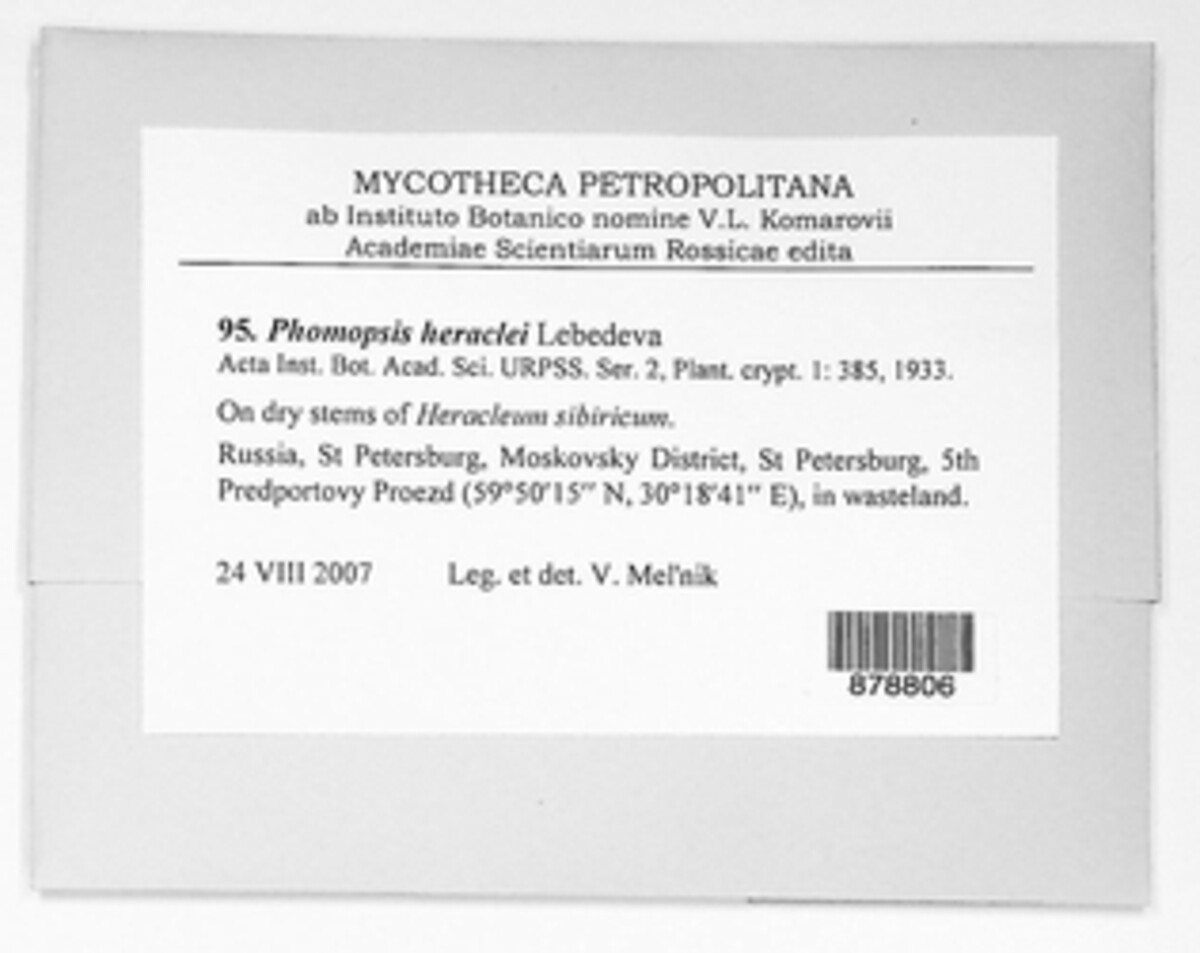 MYCOTHECA PETROPOLITANA
ab Instituto Botanico nomine V.L. Komarovii
Academiae Scientiarum Rossicae edita
95. Phomopsis heraclei Lebedeva
Acta Inst. Bot. Acad. Sci. URPSS. Ser. 2, Plant. crypt. 1: 385, 1933.
On dry stems of Heracleum sibiricum.
Russia, St Petersburg, Moskovsky District, St Petersburg, 5th
Predportovy Proezd (59°50'15" N, 30°18'41" E), in wasteland.
24 VIII 2007 Leg. et det. V. Mel'nik
878806